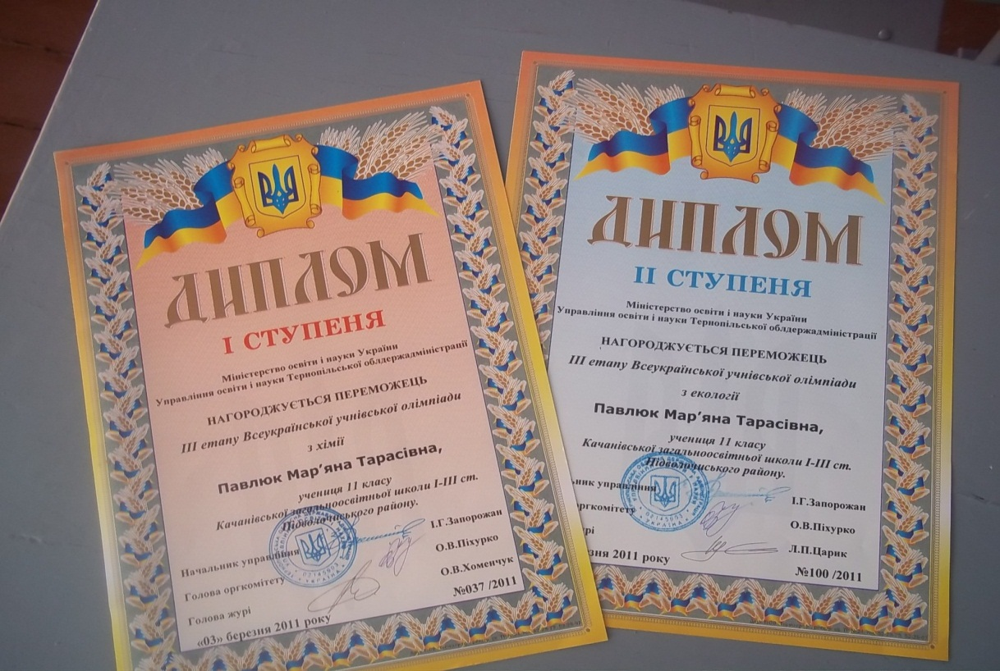 ДИПЛОМ
І СТУПЕНЯ
Міністерство освіти і науки України
Управління освіти і науки Тернопільської облдержадміністрації
НАГОРОДЖУЄТЬСЯ ПЕРЕМОЖЕЦЬ
ІІІ етапу Всеукраїнської учнівської олімпіади
з хімії
Павлюк Мар’яна Тарасівна,
учениця 11 класу
Качанівської загальноосвітньої школи І-ІІІ ст.
Підволочиського району.
Начальник управління І.Г.Запорожан
Голова оргкомітету О.В.Піхурко
Голова журі О.В.Хоменчук
«03» березня 2011 року №037 /2011
ДИПЛОМ
ІІ СТУПЕНЯ
Міністерство освіти і науки України
Управління освіти і науки Тернопільської облдержадміністрації
НАГОРОДЖУЄТЬСЯ ПЕРЕМОЖЕЦЬ
ІІІ етапу Всеукраїнської учнівської олімпіади
з екології
Павлюк Мар’яна Тарасівна,
учениця 11 класу
Качанівської загальноосвітньої школи І-ІІІ ст.
Підволочиського району.
управління І.Г.Запорожан
О.В.Піхурко
Л.П.Царик
2011 року №100 /2011